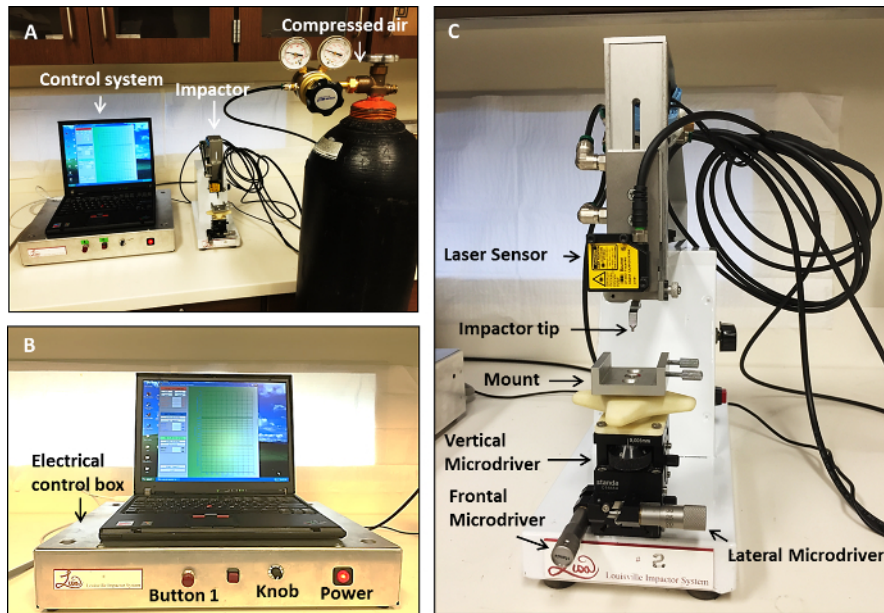 A
Compressed air
Control system
Impactor
B
Electrical
control box
Button 1
Knob
Power
Louisville Impactor System
C
Laser Sensor
Impactor tip
Mount
Vertical
Microdriver
standa
Frontal
Microdriver
Lateral Microdriver
# 2
Louisville Impactor System